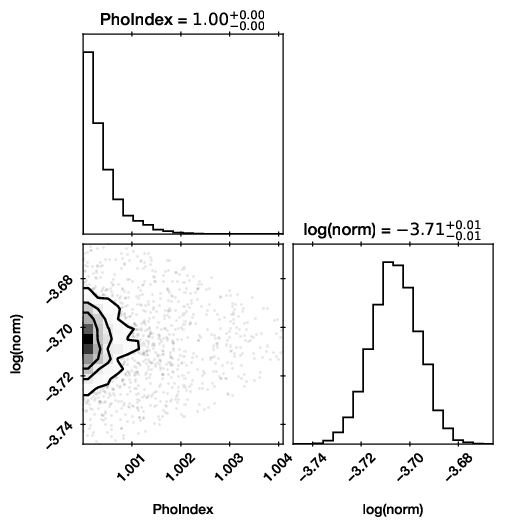 PhoIndex = 1.00+0.00−0.00
log(norm) = −3.71+0.01−0.01
log(norm)
−3.68
−3.70
−3.72
−3.74
1.001 1.002 1.003 1.004
PhoIndex
−3.74 −3.72 −3.70 −3.68
log(norm)